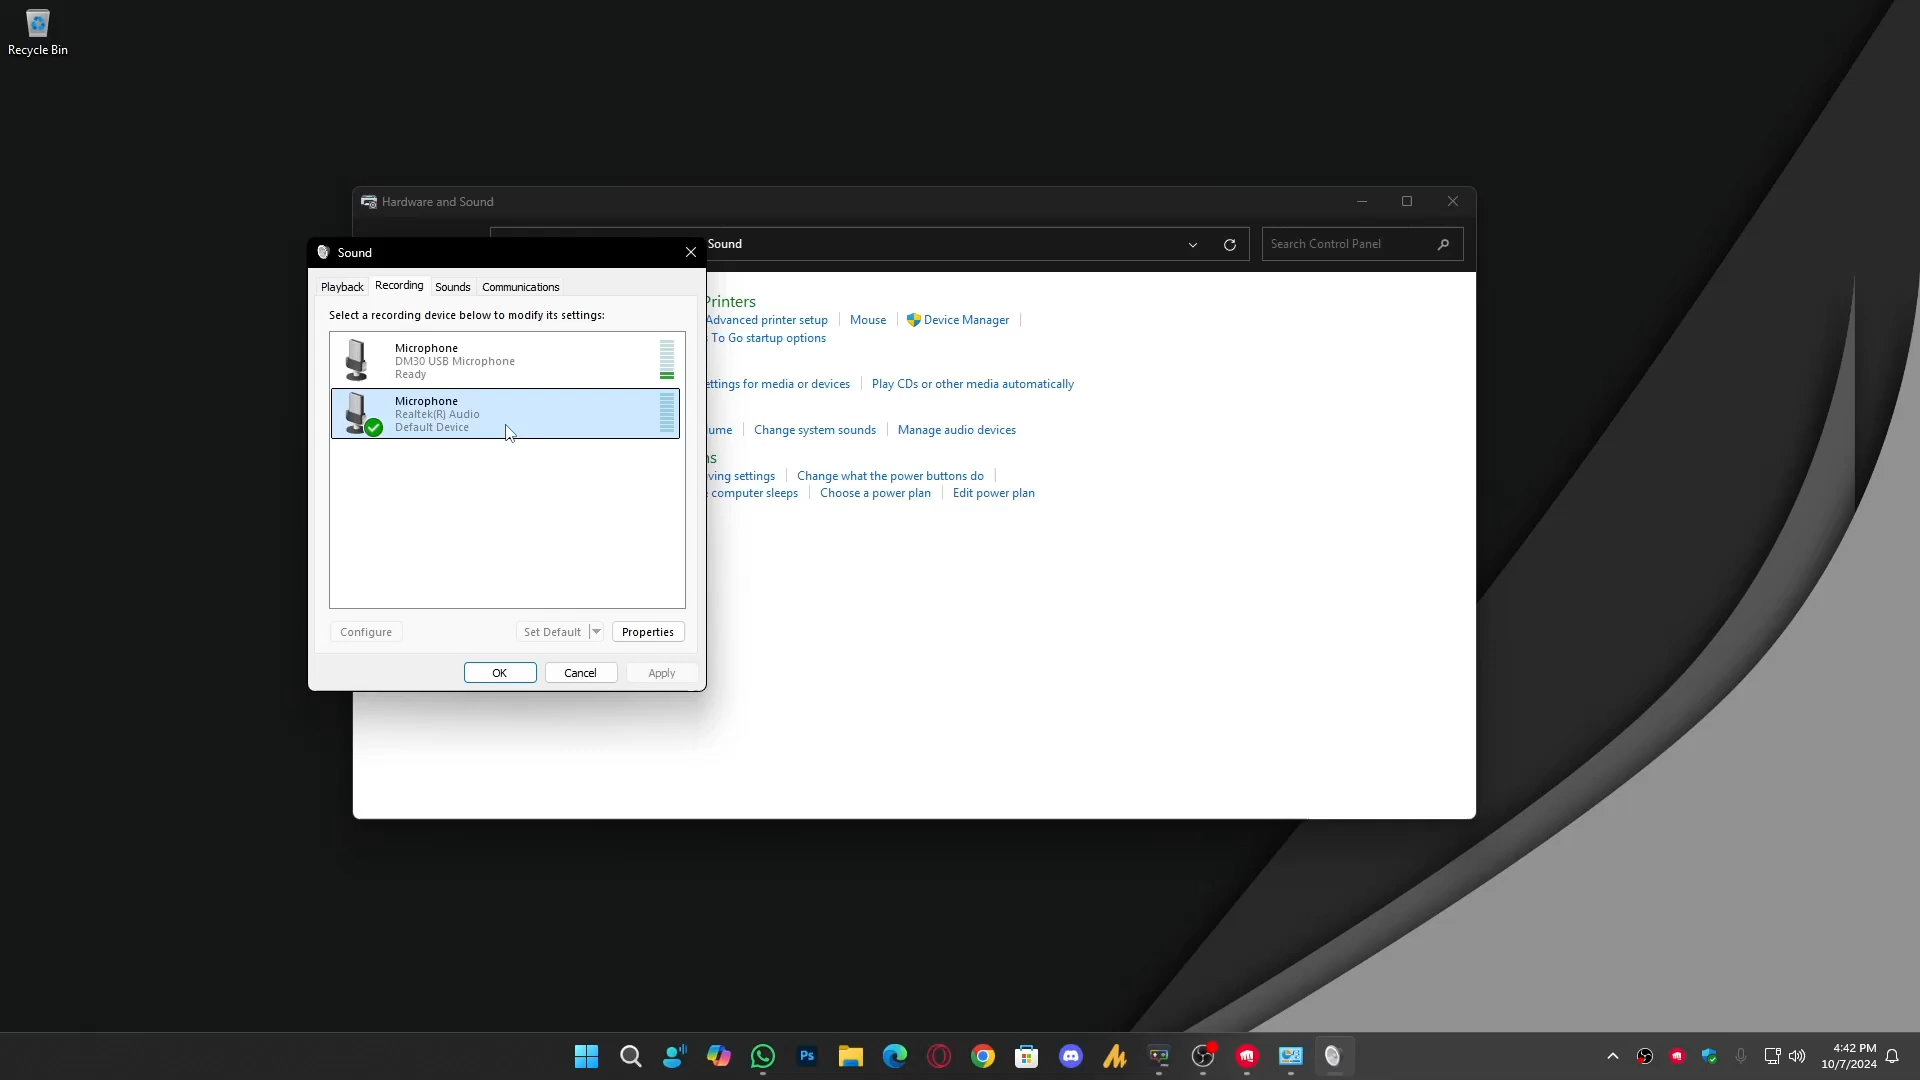 Recycle Bin
Hardware and Sound
Sound
Search Control Panel
Sound
Playback
Recording
Sounds
Communications
Select a recording device below to modify its settings:
Microphone
DM30 USB Microphone
Ready
Microphone
Realtek(R) Audio
Default Device
Configure
Set Default
Properties
OK
Cancel
Apply
Printers
Advanced printer setup
Mouse
Device Manager
To Go startup options
ettings for media or devices
Play CDs or other media automatically
ume
Change system sounds
Manage audio devices
ns
ving settings
Change what the power buttons do
computer sleeps
Choose a power plan
Edit power plan
Ps
4:42 PM
10/7/2024